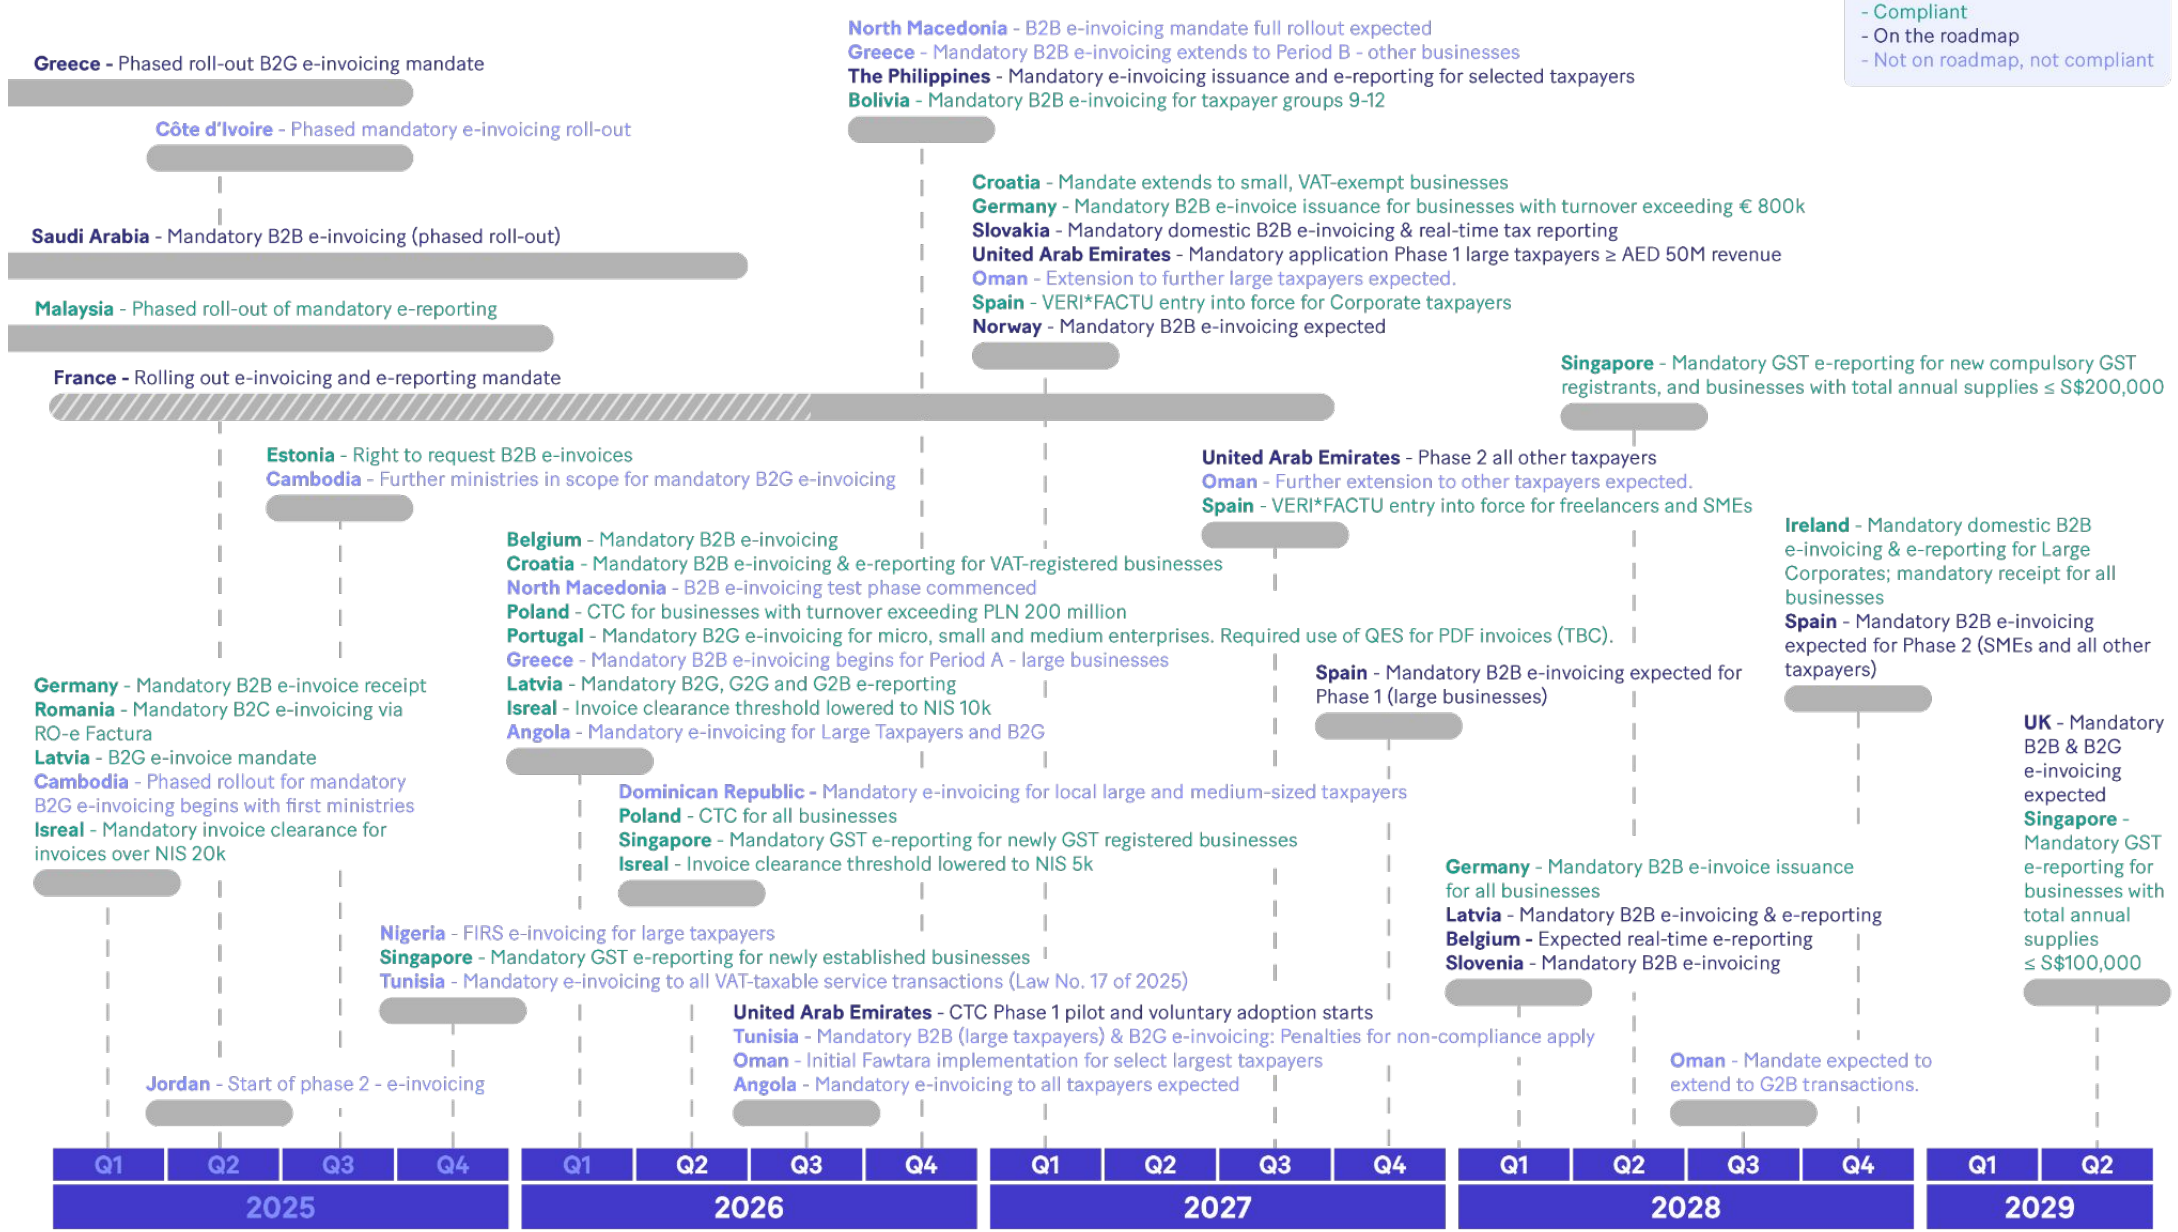 - Compliant
- On the roadmap
- Not on roadmap, not compliant
Greece - Phased roll-out B2G e-invoicing mandate
Côte d'Ivoire - Phased mandatory e-invoicing roll-out
Saudi Arabia - Mandatory B2B e-invoicing (phased roll-out)
Malaysia - Phased roll-out of mandatory e-reporting
France - Rolling out e-invoicing and e-reporting mandate
North Macedonia - B2B e-invoicing mandate full rollout expected
Greece - Mandatory B2B e-invoicing extends to Period B - other businesses
The Philippines - Mandatory e-invoicing issuance and e-reporting for selected taxpayers
Bolivia - Mandatory B2B e-invoicing for taxpayer groups 9-12
Croatia - Mandate extends to small, VAT-exempt businesses
Germany - Mandatory B2B e-invoice issuance for businesses with turnover exceeding € 800k
Slovakia - Mandatory domestic B2B e-invoicing & real-time tax reporting
United Arab Emirates - Mandatory application Phase 1 large taxpayers ≥ AED 50M revenue
Oman - Extension to further large taxpayers expected.
Spain - VERI*FACTU entry into force for Corporate taxpayers
Norway - Mandatory B2B e-invoicing expected
Singapore - Mandatory GST e-reporting for new compulsory GST
registrants, and businesses with total annual supplies ≤ S$200,000
Estonia - Right to request B2B e-invoices
Cambodia - Further ministries in scope for mandatory B2G e-invoicing
United Arab Emirates - Phase 2 all other taxpayers
Oman - Further extension to other taxpayers expected.
Spain - VERI*FACTU entry into force for freelancers and SMEs
Belgium - Mandatory B2B e-invoicing
Croatia - Mandatory B2B e-invoicing & e-reporting for VAT-registered businesses
North Macedonia - B2B e-invoicing test phase commenced
Poland - CTC for businesses with turnover exceeding PLN 200 million
Portugal - Mandatory B2G e-invoicing for micro, small and medium enterprises. Required use of QES for PDF invoices (TBC).
Greece - Mandatory B2B e-invoicing begins for Period A - large businesses
Latvia - Mandatory B2G, G2G and G2B e-reporting
Isreal - Invoice clearance threshold lowered to NIS 10k
Angola - Mandatory e-invoicing for Large Taxpayers and B2G
Ireland - Mandatory domestic B2B
e-invoicing & e-reporting for Large
Corporates; mandatory receipt for all
businesses
Spain - Mandatory B2B e-invoicing
expected for Phase 2 (SMEs and all other
taxpayers)
Spain - Mandatory B2B e-invoicing expected for
Phase 1 (large businesses)
Germany - Mandatory B2B e-invoice receipt
Romania - Mandatory B2C e-invoicing via
RO-e Factura
Latvia - B2G e-invoice mandate
Cambodia - Phased rollout for mandatory
B2G e-invoicing begins with first ministries
Isreal - Mandatory invoice clearance for
invoices over NIS 20k
Dominican Republic - Mandatory e-invoicing for local large and medium-sized taxpayers
Poland - CTC for all businesses
Singapore - Mandatory GST e-reporting for newly GST registered businesses
Isreal - Invoice clearance threshold lowered to NIS 5k
UK - Mandatory
B2B & B2G
e-invoicing
expected
Singapore -
Mandatory GST
e-reporting for
businesses with
total annual
supplies
≤ S$100,000
Germany - Mandatory B2B e-invoice issuance
for all businesses
Latvia - Mandatory B2B e-invoicing & e-reporting
Belgium - Expected real-time e-reporting
Slovenia - Mandatory B2B e-invoicing
Nigeria - FIRS e-invoicing for large taxpayers
Singapore - Mandatory GST e-reporting for newly established businesses
Tunisia - Mandatory e-invoicing to all VAT-taxable service transactions (Law No. 17 of 2025)
United Arab Emirates - CTC Phase 1 pilot and voluntary adoption starts
Tunisia - Mandatory B2B (large taxpayers) & B2G e-invoicing: Penalties for non-compliance apply
Oman - Initial Fawtara implementation for select largest taxpayers
Angola - Mandatory e-invoicing to all taxpayers expected
Oman - Mandate expected to
extend to G2B transactions.
Jordan - Start of phase 2 - e-invoicing
Q1 Q2 Q3 Q4 Q1 Q2 Q3 Q4 Q1 Q2 Q3 Q4 Q1 Q2 Q3 Q4 Q1 Q2
2025 2026 2027 2028 2029